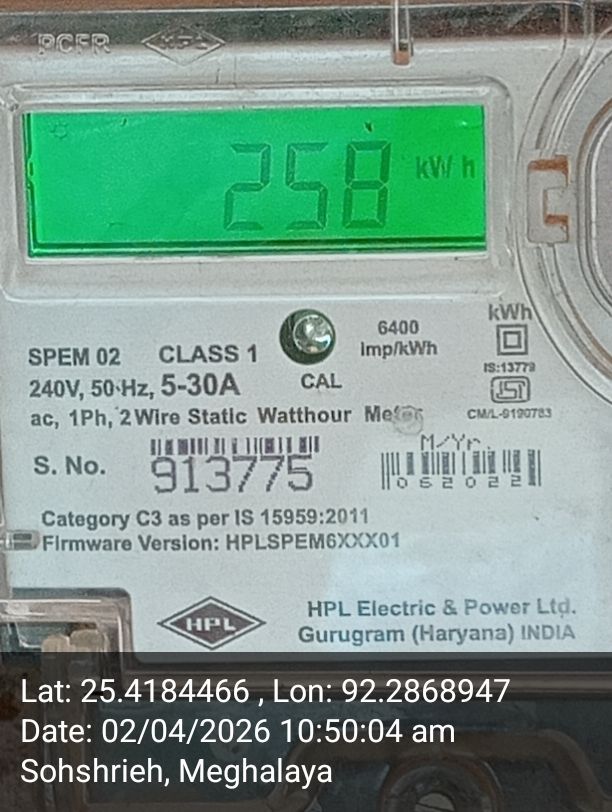 PCFR HPL
258 kWh
kWh
6400
Imp/kWh
SPEM 02 CLASS 1
CAL
IS:13779
240V, 50 Hz, 5-30A
ac, 1Ph, 2 Wire Static Watthour Meter
CM/L-9190783
S. No. 913775
M/Yr.
062022
Category C3 as per IS 15959:2011
Firmware Version: HPLSPEM6XXX01
HPL
HPL Electric & Power Ltd.
Gurugram (Haryana) INDIA
Lat: 25.4184466 , Lon: 92.2868947
Date: 02/04/2026 10:50:04 am
Sohshrieh, Meghalaya